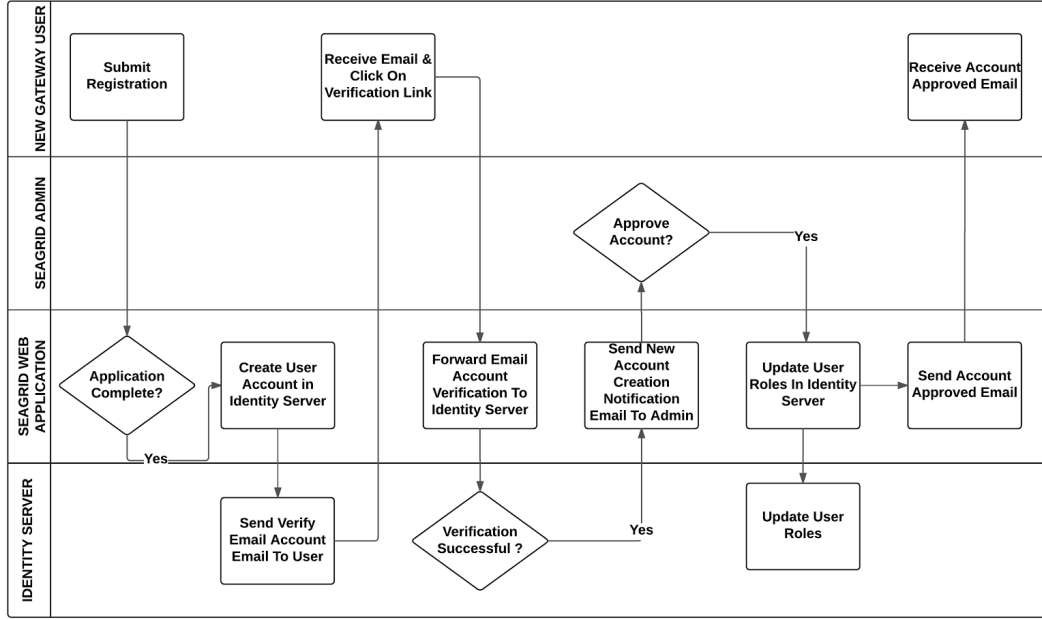 NEW GATEWAY USER
Submit
Registration
Receive Email &
Click On
Verification Link
Receive Account
Approved Email
SEAGRID ADMIN
Approve
Account?
Yes
SEAGRID WEB
APPLICATION
Application
Complete?
Yes
Create User
Account in
Identity Server
Forward Email
Account
Verification To
Identity Server
Send New
Account
Creation
Notification
Email To Admin
Update User
Roles In Identity
Server
Send Account
Approved Email
IDENTITY SERVER
Send Verify
Email Account
Email To User
Verification
Successful ?
Yes
Update User
Roles